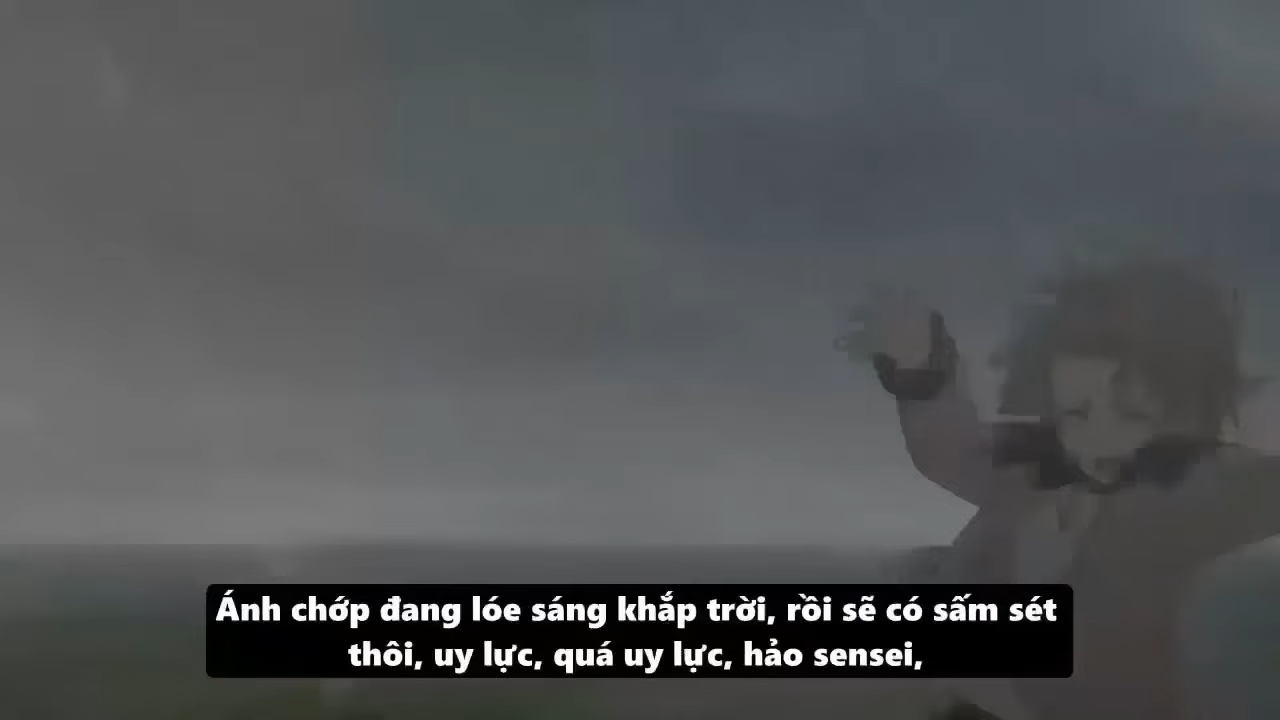 Ánh chớp đang lóe sáng khắp trời, rồi sẽ có sấm sét
thôi, uy lực, quá uy lực, hảo sensei,